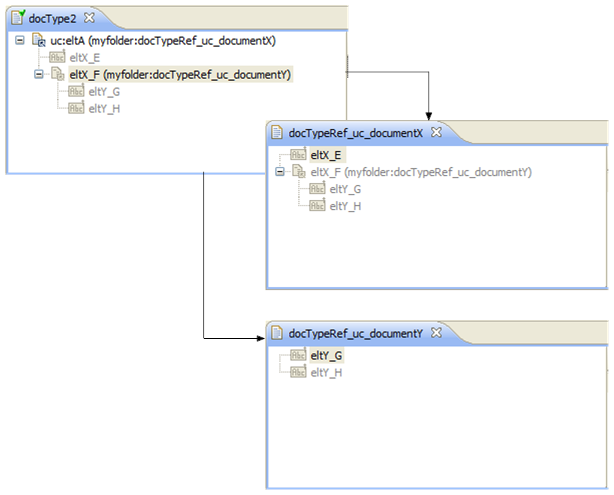 docType2
uc:eltA (myfolder:docTypeRef_uc_documentX)
Abc eltX_E
eltX_F (myfolder:docTypeRef_uc_documentY)
Abc eltY_G
Abc eltY_H
docTypeRef_uc_documentX
Abc eltX_E
eltX_F (myfolder:docTypeRef_uc_documentY)
Abc eltY_G
Abc eltY_H
docTypeRef_uc_documentY
Abc eltY_G
Abc eltY_H